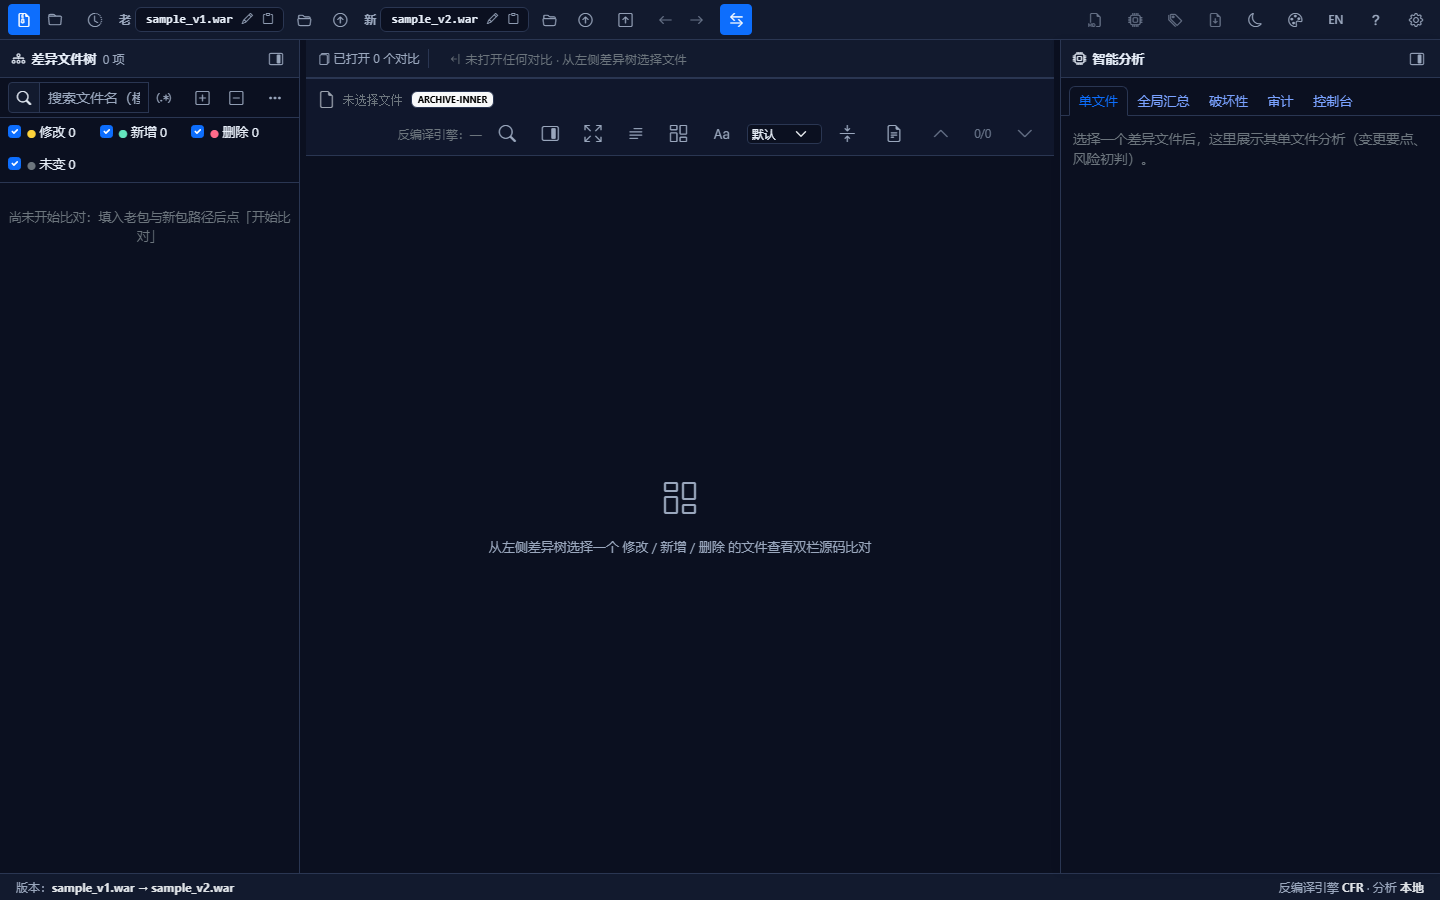 老 sample_v1.war 新 sample_v2.war EN ?
差异文件树 0 项
搜索文件名（模 (.*)
修改 0 新增 0 删除 0
未变 0
尚未开始比对：填入老包与新包路径后点「开始比
对」
已打开 0 个对比 未打开任何对比 · 从左侧差异树选择文件
未选择文件 ARCHIVE-INNER
反编译引擎：— Aa 默认 0/0
从左侧差异树选择一个 修改 / 新增 / 删除 的文件查看双栏源码比对
智能分析
单文件 全局汇总 破坏性 审计 控制台
选择一个差异文件后，这里展示其单文件分析（变更要点、
风险初判）。
版本：sample_v1.war → sample_v2.war
反编译引擎 CFR · 分析 本地